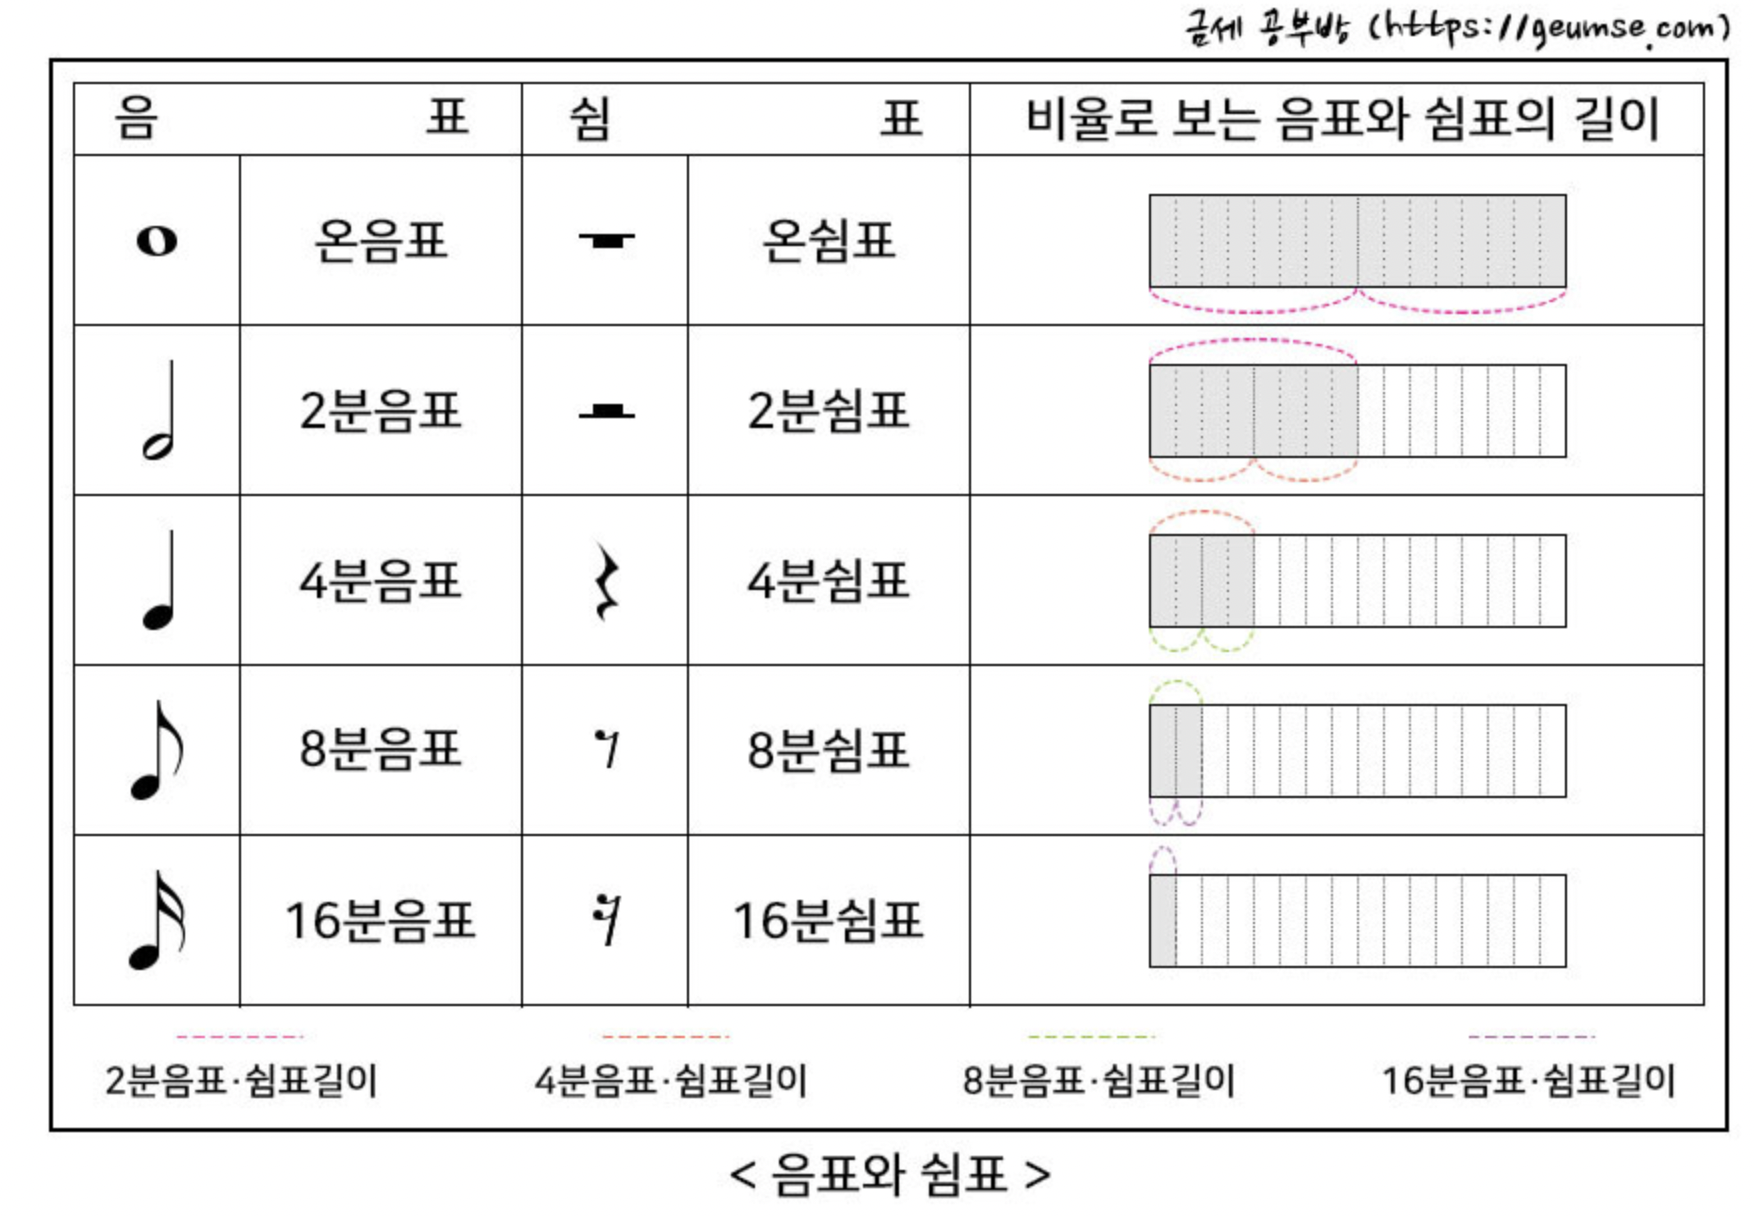 금세 공부방 (https://geumse.com)
음 표 쉼 표 비율로 보는 음표와 쉼표의 길이
온음표 온쉼표
2분음표 2분쉼표
4분음표 4분쉼표
8분음표 8분쉼표
16분음표 16분쉼표
2분음표·쉼표길이 4분음표·쉼표길이 8분음표·쉼표길이 16분음표·쉼표길이
< 음표와 쉼표 >